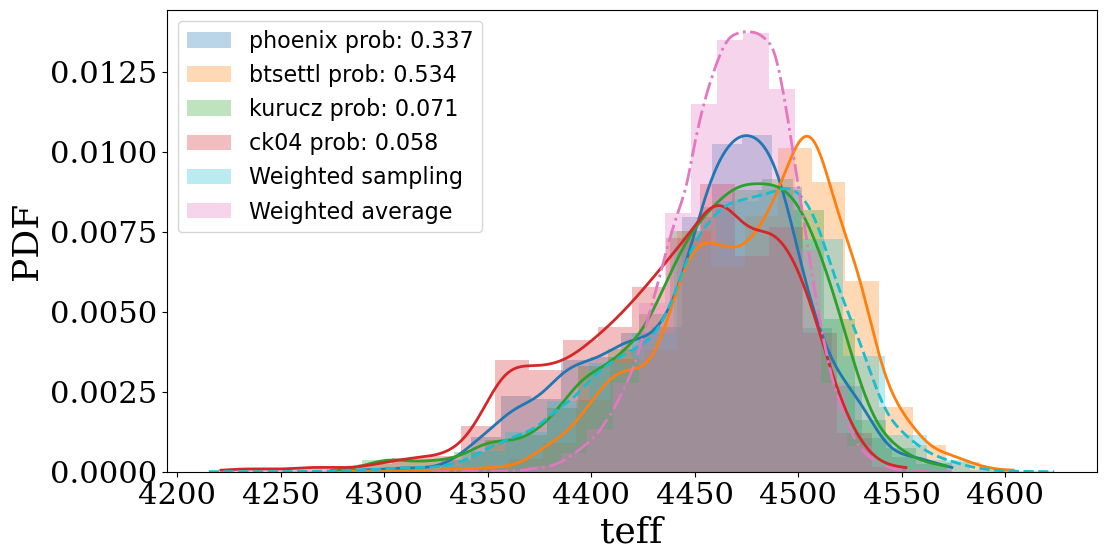 phoenix prob: 0.337
btsettl prob: 0.534
kurucz prob: 0.071
ck04 prob: 0.058
Weighted sampling
Weighted average
PDF
0.0125
0.0100
0.0075
0.0050
0.0025
0.0000
4200 4250 4300 4350 4400 4450 4500 4550 4600
teff